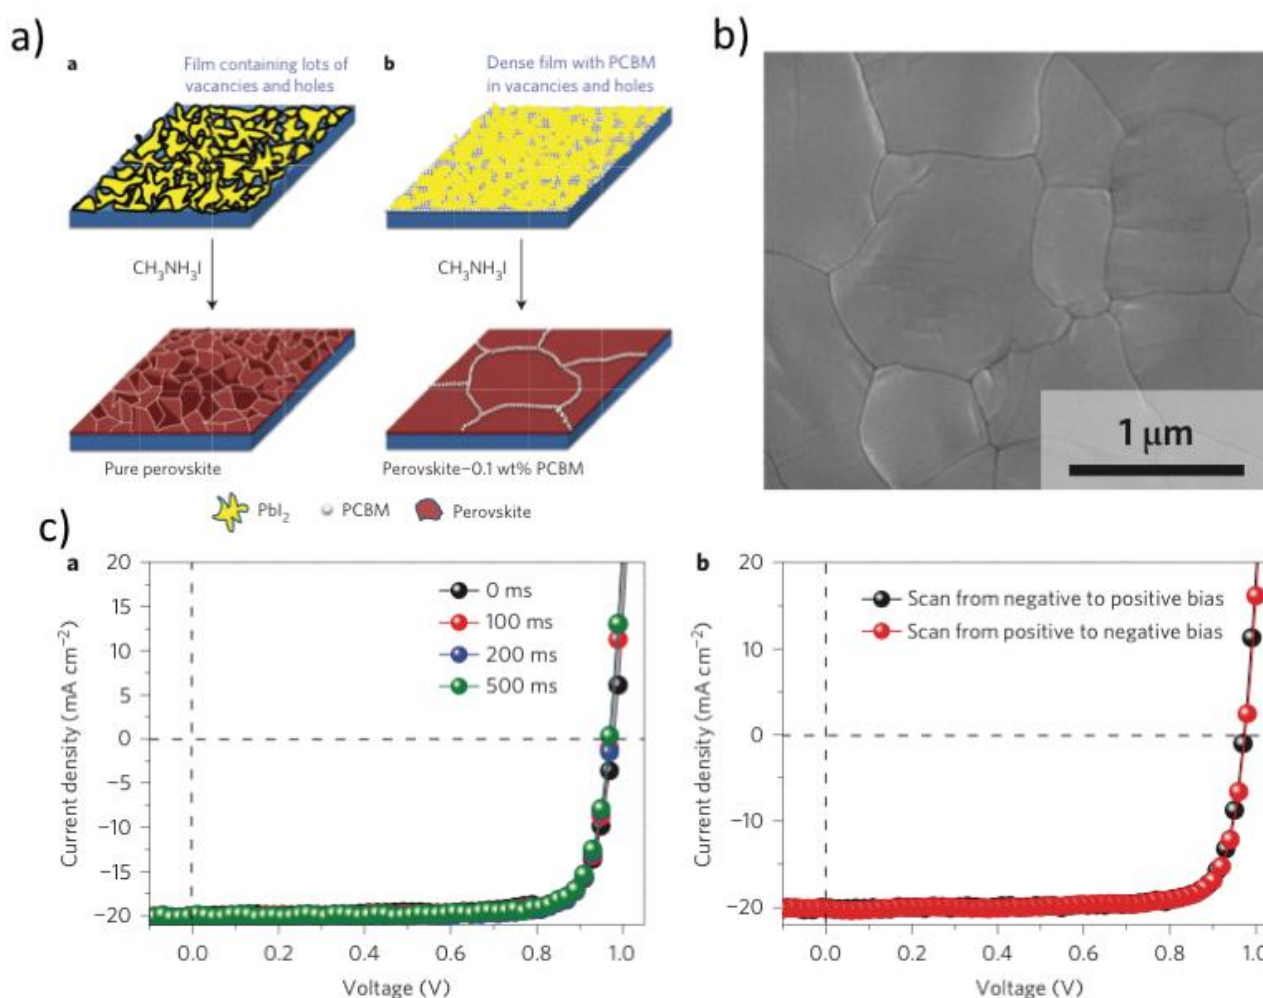 a)
a
Film containing lots of
vacancies and holes
b
Dense film with PCBM
in vacancies and holes
CH₃NH₃I
CH₃NH₃I
Pure perovskite
Perovskite–0.1 wt% PCBM
PbI₂
PCBM
Perovskite
b)
1 μm
c)
a
20
15
10
5
0
−5
−10
−15
−20
Current density (mA cm⁻²)
0 ms
100 ms
200 ms
500 ms
0.0
0.2
0.4
0.6
0.8
1.0
Voltage (V)
b
20
10
0
−10
−20
Current density (mA cm⁻²)
Scan from negative to positive bias
Scan from positive to negative bias
0.0
0.2
0.4
0.6
0.8
1.0
Voltage (V)